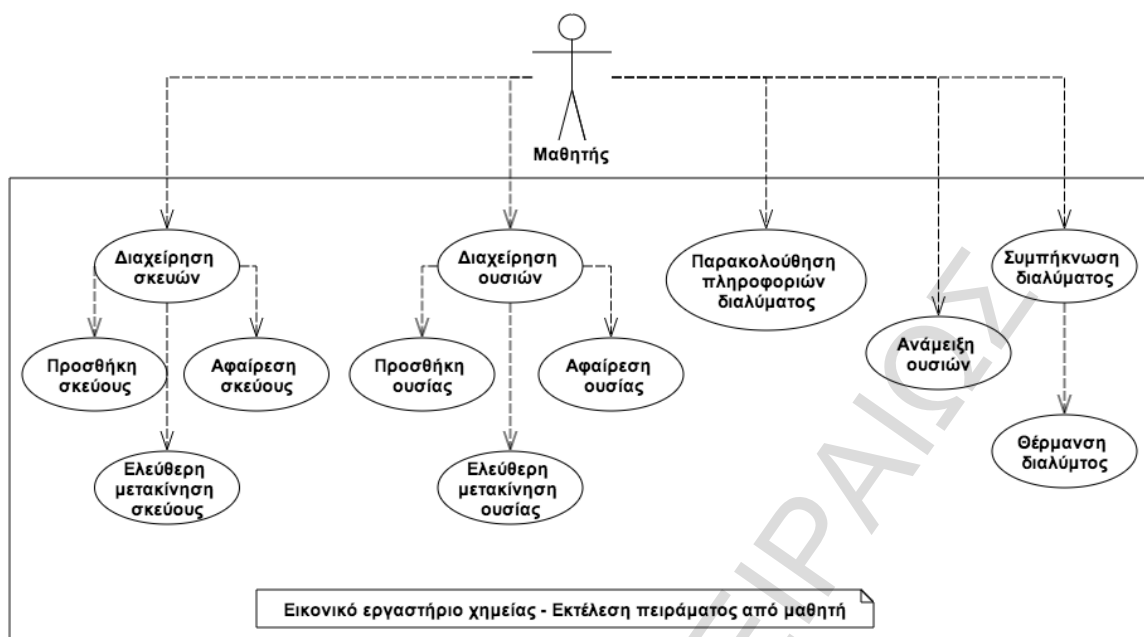 Μαθητής
Διαχείρηση
σκευών
Διαχείρηση
ουσιών
Παρακολούθηση
πληροφοριών
διαλύματος
Συμπήκνωση
διαλύματος
Προσθήκη
σκεύους
Αφαίρεση
σκεύους
Προσθήκη
ουσίας
Αφαίρεση
ουσίας
Ανάμειξη
ουσιών
Ελεύθερη
μετακίνηση
σκεύους
Ελεύθερη
μετακίνηση
ουσίας
Θέρμανση
διαλύμτος
Εικονικό εργαστήριο χημείας - Εκτέλεση πειράματος από μαθητή
ΕΙΡΑΙΩΣ